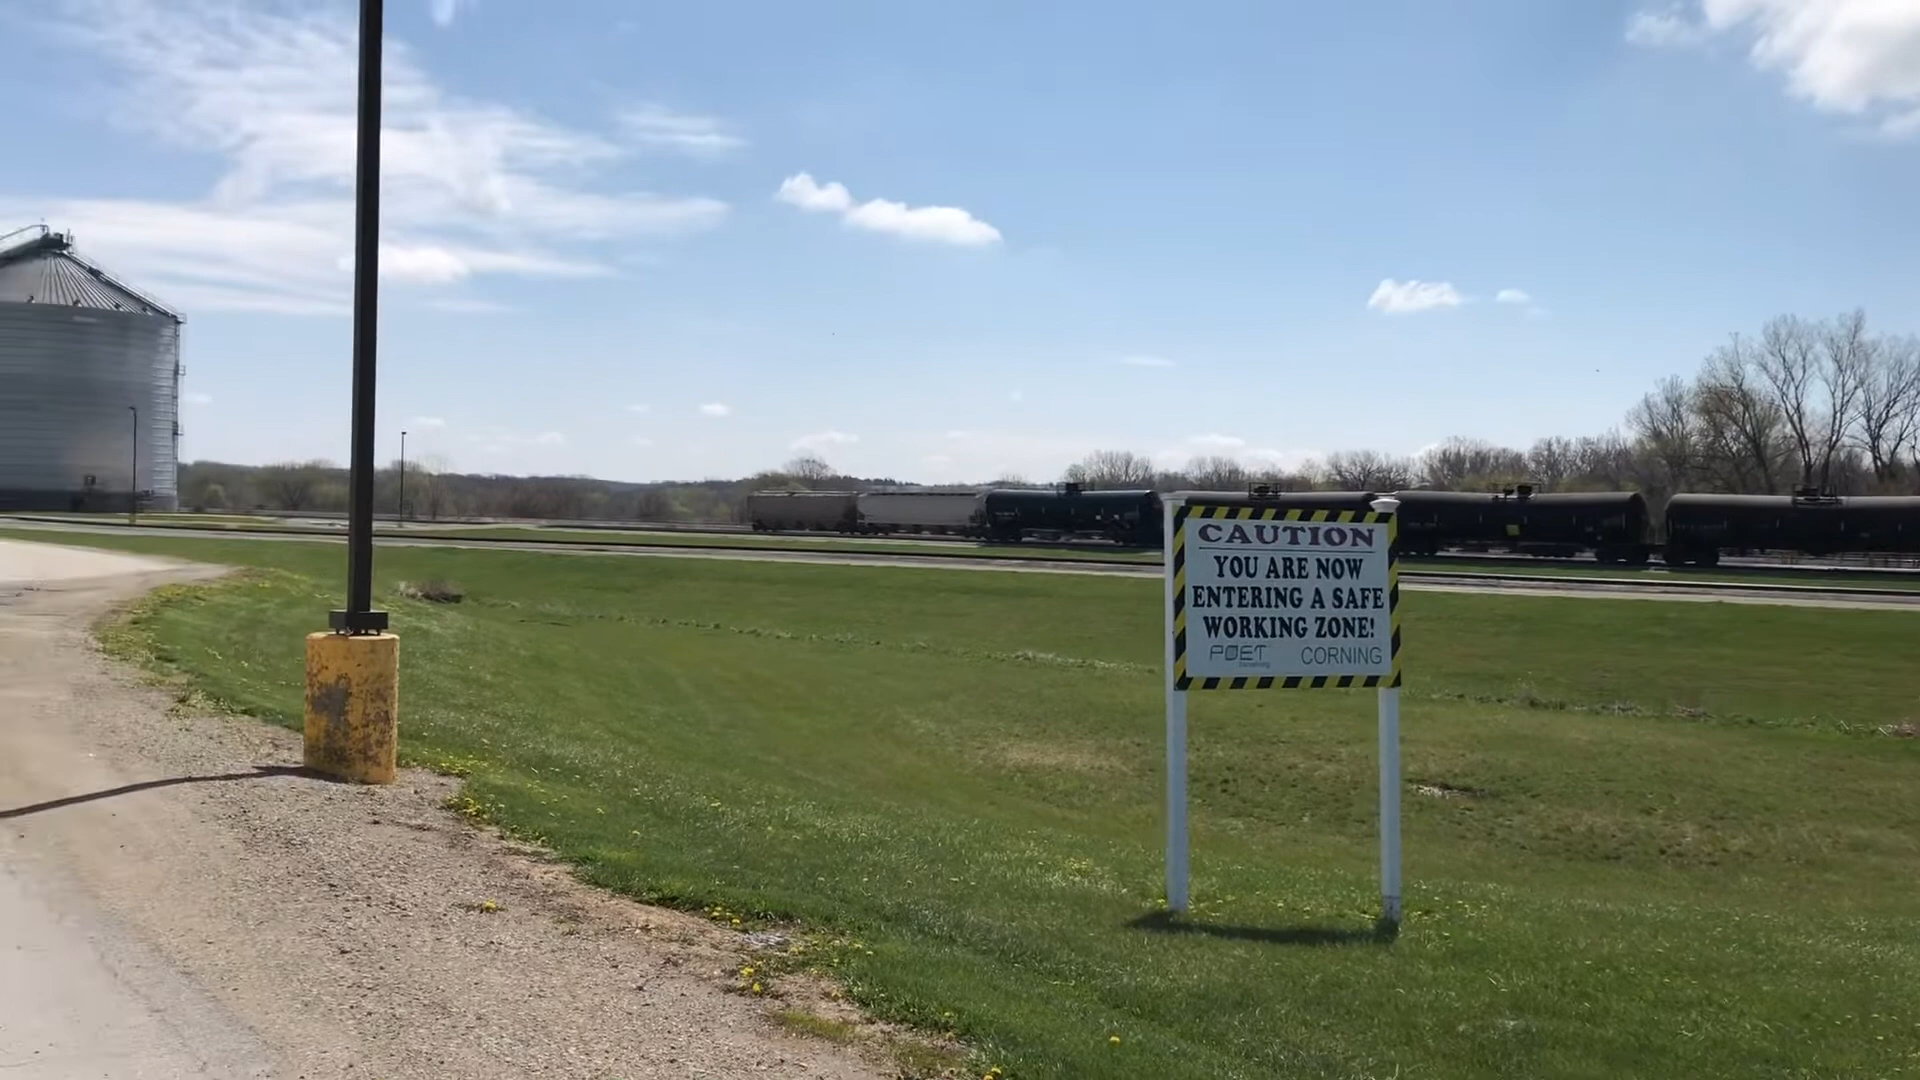 CAUTION
YOU ARE NOW
ENTERING A SAFE
WORKING ZONE!
POET CORNING